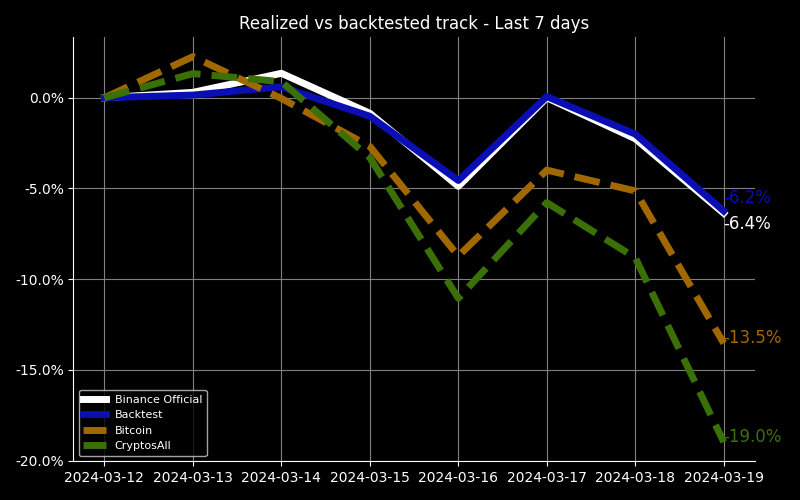 Realized vs backtested track - Last 7 days
0.0%
-5.0%
-10.0%
-15.0%
-20.0%
-6.2%
-6.4%
-13.5%
-19.0%
Binance Official
Backtest
Bitcoin
CryptosAll
2024-03-12 2024-03-13 2024-03-14 2024-03-15 2024-03-16 2024-03-17 2024-03-18 2024-03-19